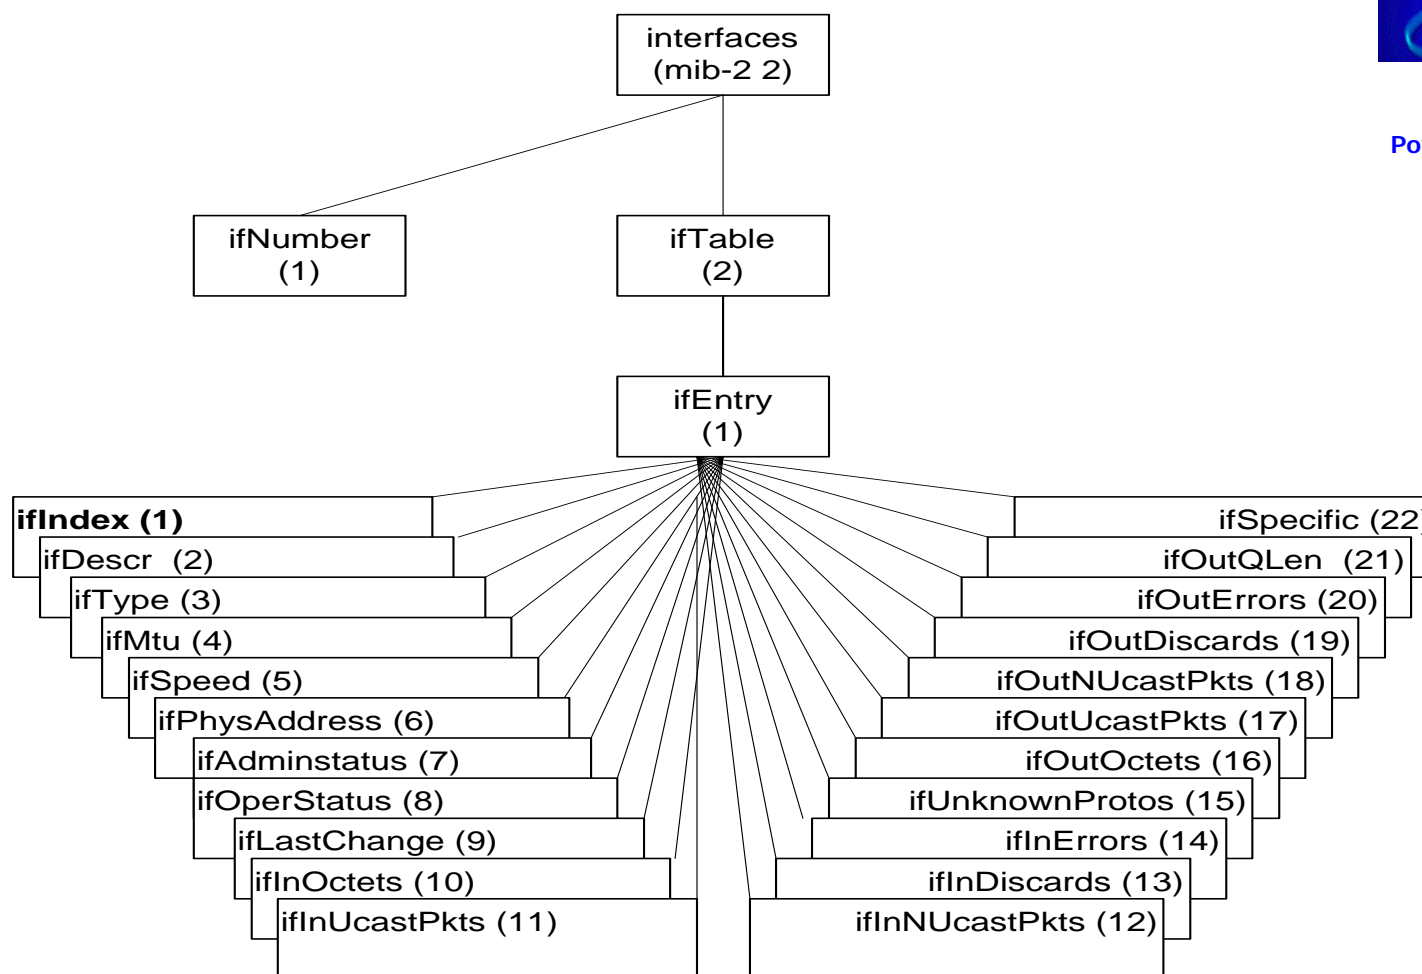 interfaces
(mib-2 2)
Po
ifNumber
(1)
ifTable
(2)
ifEntry
(1)
ifIndex (1)
ifDescr (2)
ifType (3)
ifMtu (4)
ifSpeed (5)
ifPhysAddress (6)
ifAdminstatus (7)
ifOperStatus (8)
ifLastChange (9)
ifInOctets (10)
ifInUcastPkts (11)
ifSpecific (22)
ifOutQLen (21)
ifOutErrors (20)
ifOutDiscards (19)
ifOutNUcastPkts (18)
ifOutUcastPkts (17)
ifOutOctets (16)
ifUnknownProtos (15)
ifInErrors (14)
ifInDiscards (13)
ifInNUcastPkts (12)